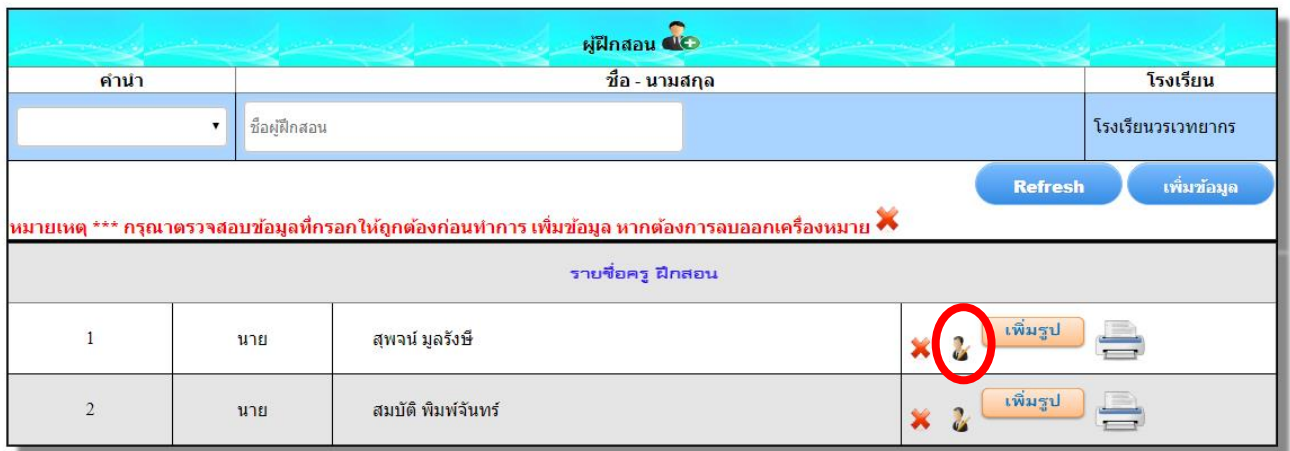 ผู้ฝึกสอน
คำนำ ชื่อ - นามสกุล โรงเรียน
ชื่อผู้ฝึกสอน โรงเรียนวรเวทยากร
Refresh เพิ่มข้อมูล
หมายเหตุ *** กรุณาตรวจสอบข้อมูลที่กรอกให้ถูกต้องก่อนทำการ เพิ่มข้อมูล หากต้องการลบออกเครื่องหมาย
รายชื่อครู ฝึกสอน
1 นาย สุพจน์ มูลรังษี เพิ่มรูป
2 นาย สมบัติ พิมพ์จันทร์ เพิ่มรูป